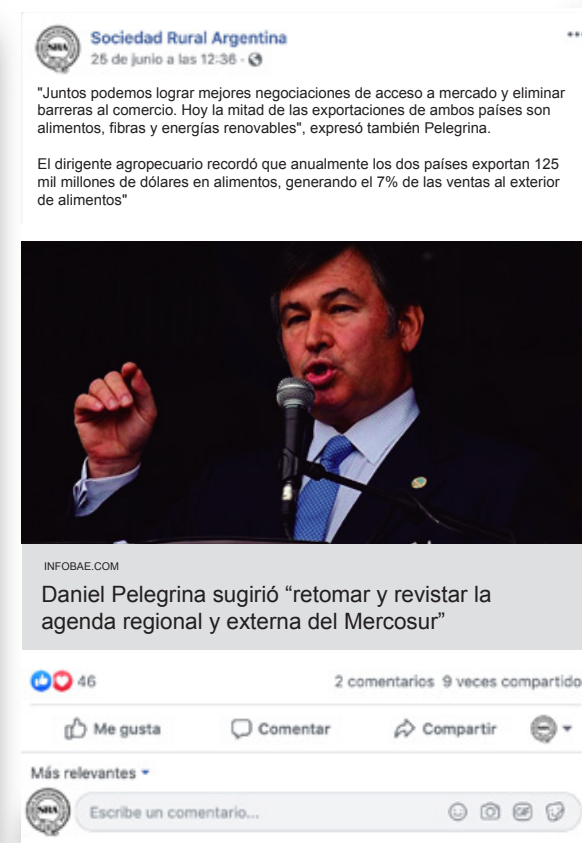 Sociedad Rural Argentina
25 de junio a las 12:36 ·
"Juntos podemos lograr mejores negociaciones de acceso a mercado y eliminar
barreras al comercio. Hoy la mitad de las exportaciones de ambos países son
alimentos, fibras y energías renovables", expresó también Pelegrina.
El dirigente agropecuario recordó que anualmente los dos países exportan 125
mil millones de dólares en alimentos, generando el 7% de las ventas al exterior
de alimentos"
INFOBAE.COM
Daniel Pelegrina sugirió “retomar y revistar la
agenda regional y externa del Mercosur”
46
2 comentarios 9 veces compartido
Me gusta
Comentar
Compartir
Más relevantes
SRA
Escribe un comentario...
GIF